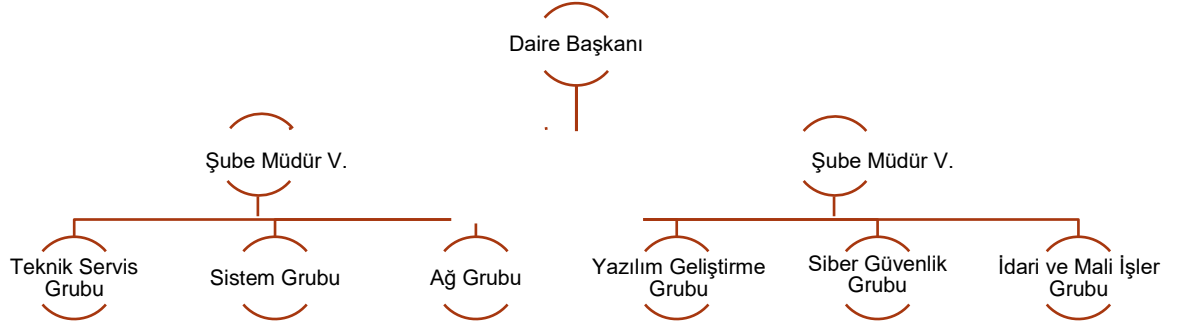 Daire Başkanı
Şube Müdür V.
Şube Müdür V.
Teknik Servis
Grubu
Sistem Grubu
Ağ Grubu
Yazılım Geliştirme
Grubu
Siber Güvenlik
Grubu
İdari ve Mali İşler
Grubu